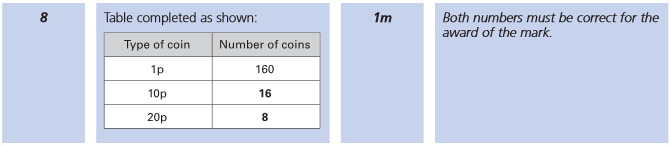 8
Table completed as shown:
Type of coin Number of coins
1p 160
10p 16
20p 8
1m
Both numbers must be correct for the
award of the mark.